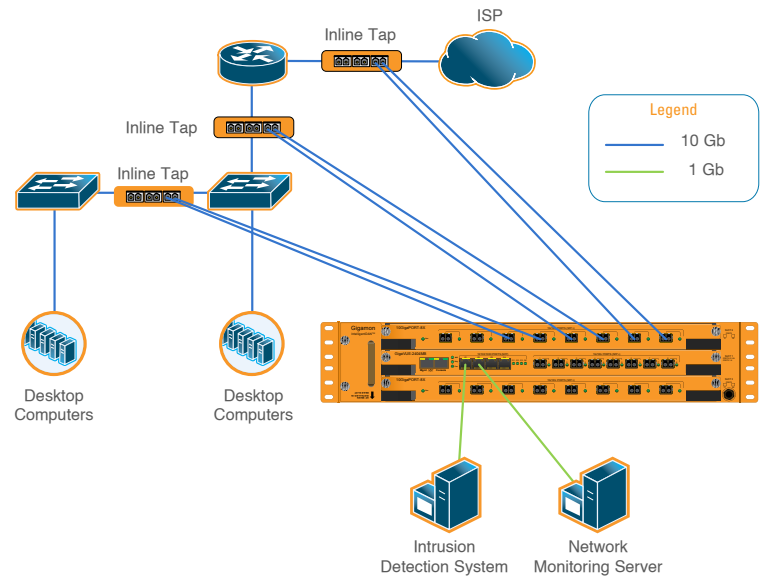 ISP
Inline Tap
Legend
10 Gb
1 Gb
Inline Tap
Inline Tap
Gigamon
Desktop
Computers
Desktop
Computers
Intrusion
Detection System
Network
Monitoring Server